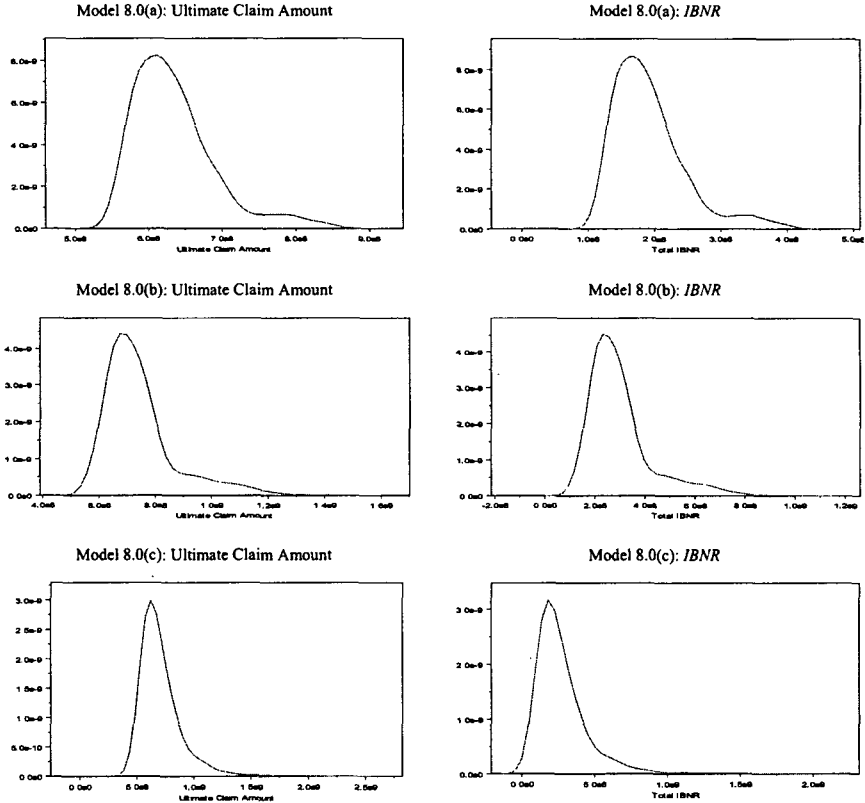 Model 8.0(a): Ultimate Claim Amount
8.0e-9
6.0e-9
4.0e-9
2.0e-9
0.0e0
5.0e8 6.0e8 7.0e8 8.0e8 9.0e8
Ultimate Claim Amount
Model 8.0(a): IBNR
8.0e-9
6.0e-9
4.0e-9
2.0e-9
0.0e0
0.0e0 1.0e8 2.0e8 3.0e8 4.0e8 5.0e8
Total IBNR
Model 8.0(b): Ultimate Claim Amount
4.0e-9
3.0e-9
2.0e-9
1.0e-9
0.0e0
4.0e8 6.0e8 8.0e8 1.0e9 1.2e9 1.4e9 1.6e9
Ultimate Claim Amount
Model 8.0(b): IBNR
4.0e-9
3.0e-9
2.0e-9
1.0e-9
0.0e0
-2.0e8 0.0e0 2.0e8 4.0e8 6.0e8 8.0e8 1.0e9 1.2e9
Total IBNR
Model 8.0(c): Ultimate Claim Amount
3.0e-9
2.5e-9
2.0e-9
1.5e-9
1.0e-9
5.0e-10
0.0e0
0.0e0 5.0e8 1.0e9 1.5e9 2.0e9 2.5e9
Ultimate Claim Amount
Model 8.0(c): IBNR
3.0e-9
2.0e-9
1.0e-9
0.0e0
0.0e0 5.0e8 1.0e9 1.5e9 2.0e9
Total IBNR